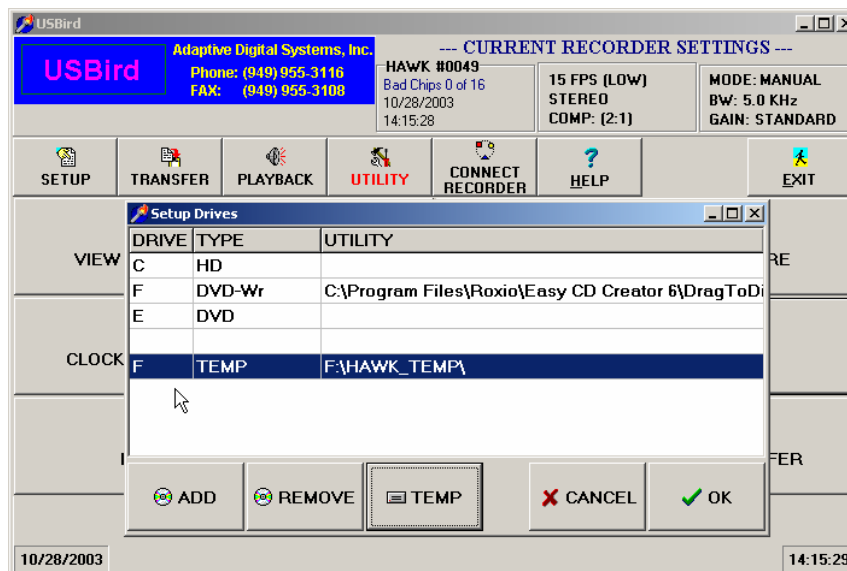 USBird
USBird
Adaptive Digital Systems, Inc.
Phone: (949) 955-3116
FAX: (949) 955-3108
--- CURRENT RECORDER SETTINGS ---
HAWK #0049
Bad Chips 0 of 16
10/28/2003
14:15:28
15 FPS (LOW)
STEREO
COMP: (2:1)
MODE: MANUAL
BW: 5.0 KHz
GAIN: STANDARD
SETUP
TRANSFER
PLAYBACK
UTILITY
CONNECT
RECORDER
HELP
EXIT
VIEW
RE
CLOCK
FER
Setup Drives
DRIVE TYPE UTILITY
C HD
F DVD-Wr C:\Program Files\Roxio\Easy CD Creator 6\DragToDi
E DVD
F TEMP F:\HAWK_TEMP\
ADD
REMOVE
TEMP
CANCEL
OK
10/28/2003
14:15:29